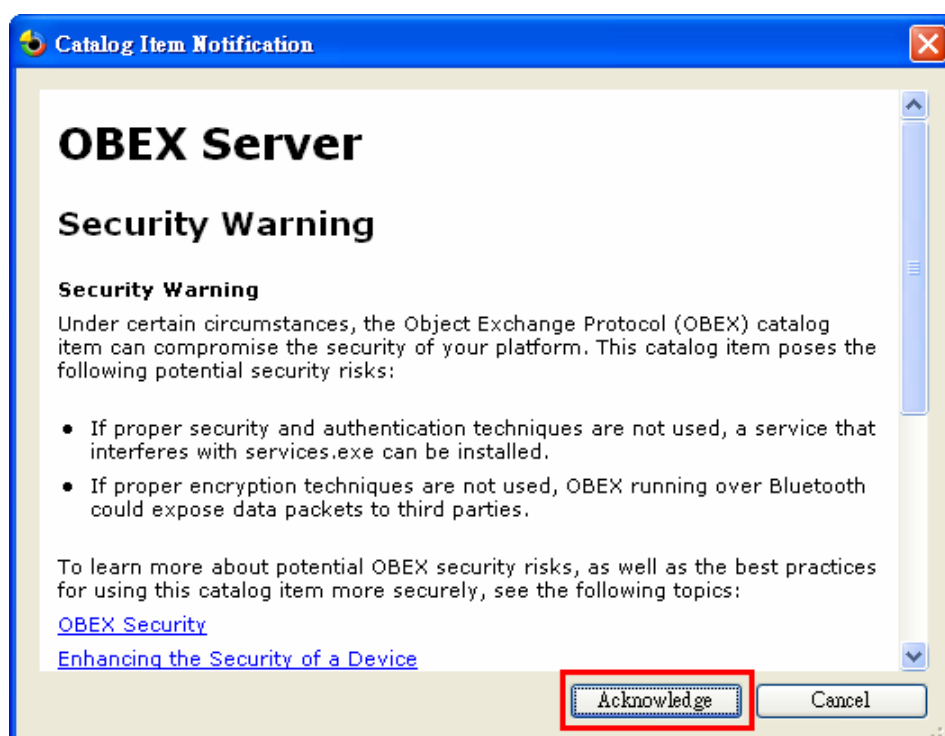 Catalog Item Notification
OBEX Server
Security Warning
Security Warning
Under certain circumstances, the Object Exchange Protocol (OBEX) catalog
item can compromise the security of your platform. This catalog item poses the
following potential security risks:
● If proper security and authentication techniques are not used, a service that
interferes with services.exe can be installed.
● If proper encryption techniques are not used, OBEX running over Bluetooth
could expose data packets to third parties.
To learn more about potential OBEX security risks, as well as the best practices
for using this catalog item more securely, see the following topics:
OBEX Security
Enhancing the Security of a Device
Acknowledge Cancel